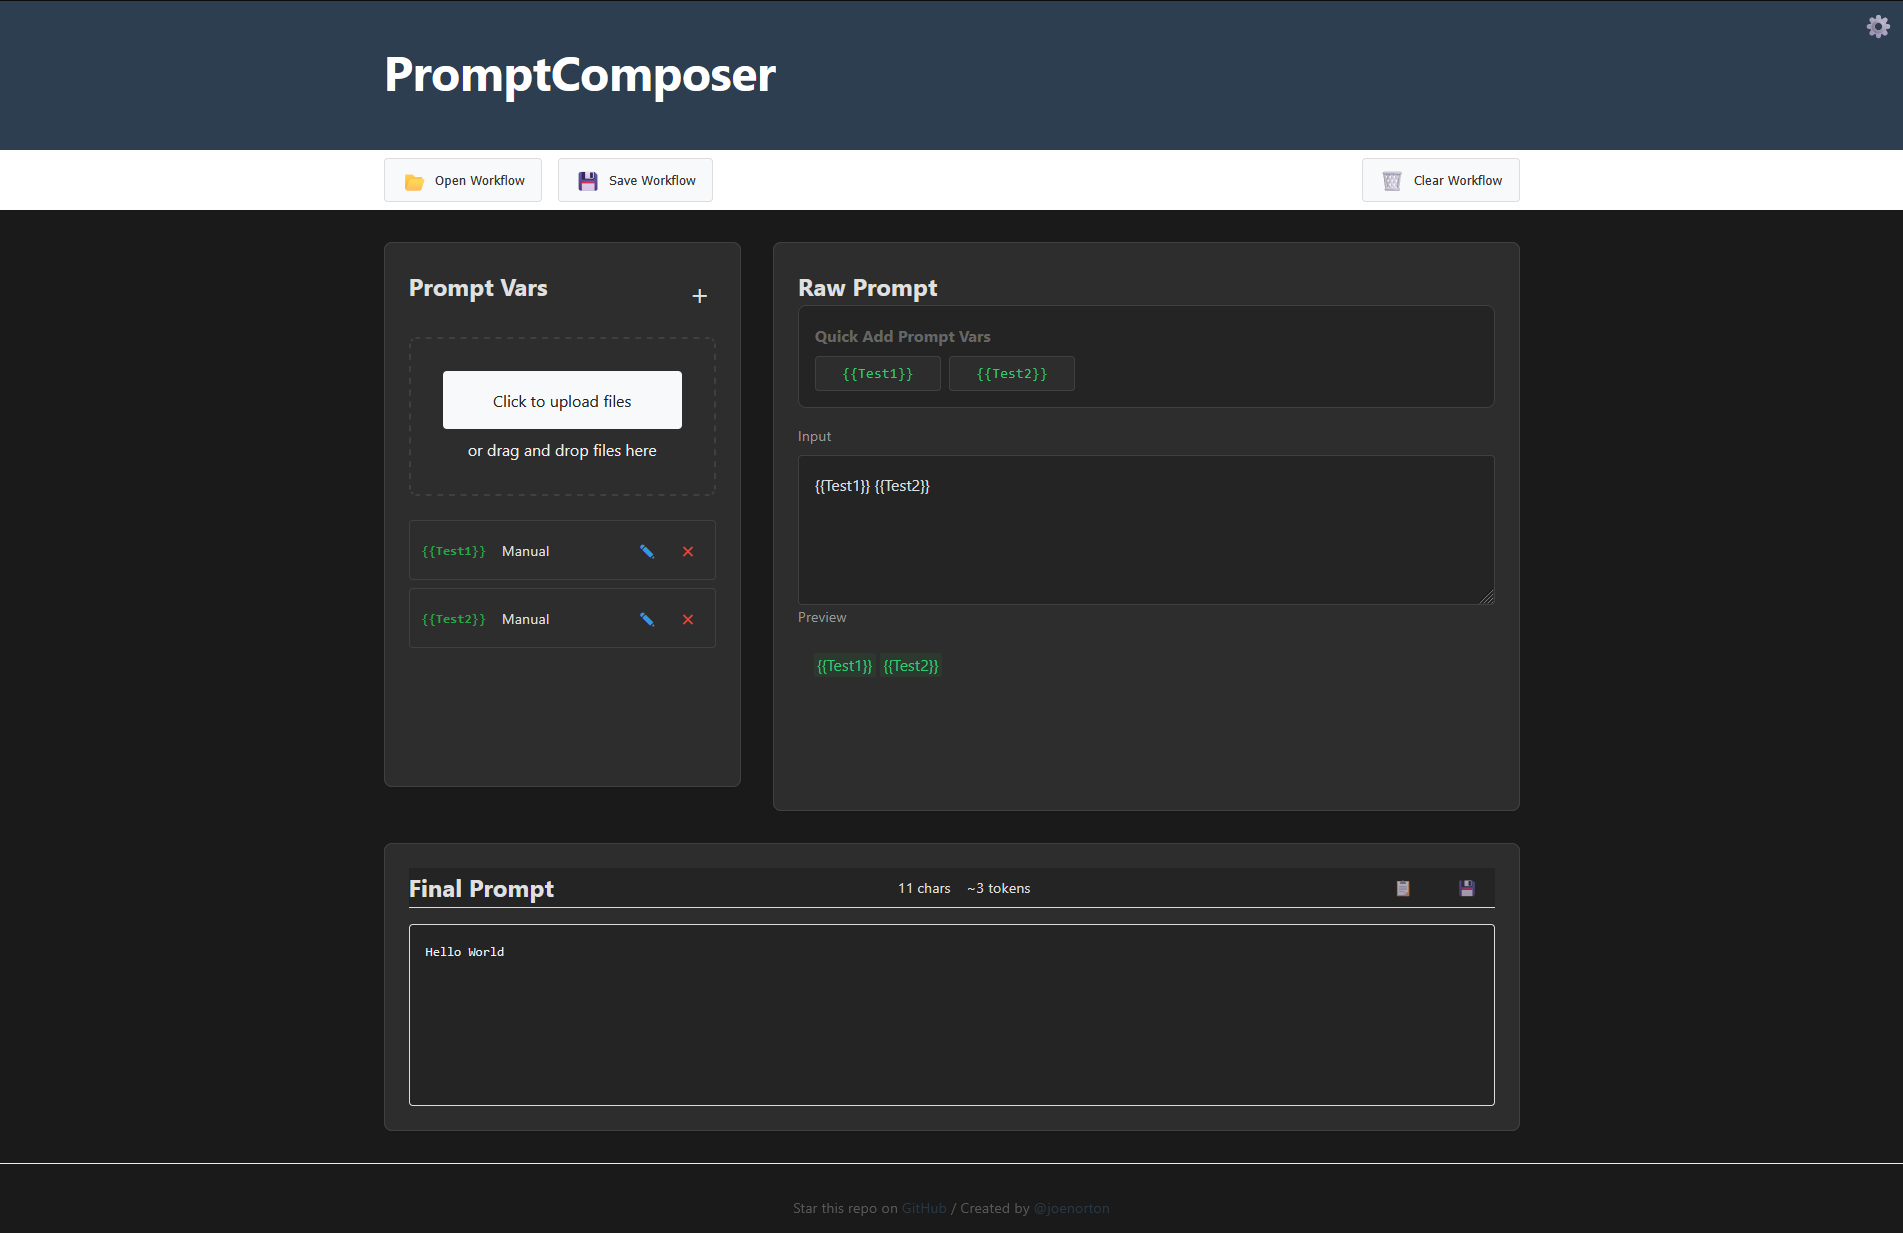 PromptComposer
Open Workflow
Save Workflow
Clear Workflow
Prompt Vars
+
Click to upload files
or drag and drop files here
{{Test1}} Manual
{{Test2}} Manual
Raw Prompt
Quick Add Prompt Vars
{{Test1}}
{{Test2}}
Input
{{Test1}} {{Test2}}
Preview
{{Test1}} {{Test2}}
Final Prompt
11 chars ~3 tokens
Hello World
Star this repo on GitHub / Created by @joenorton